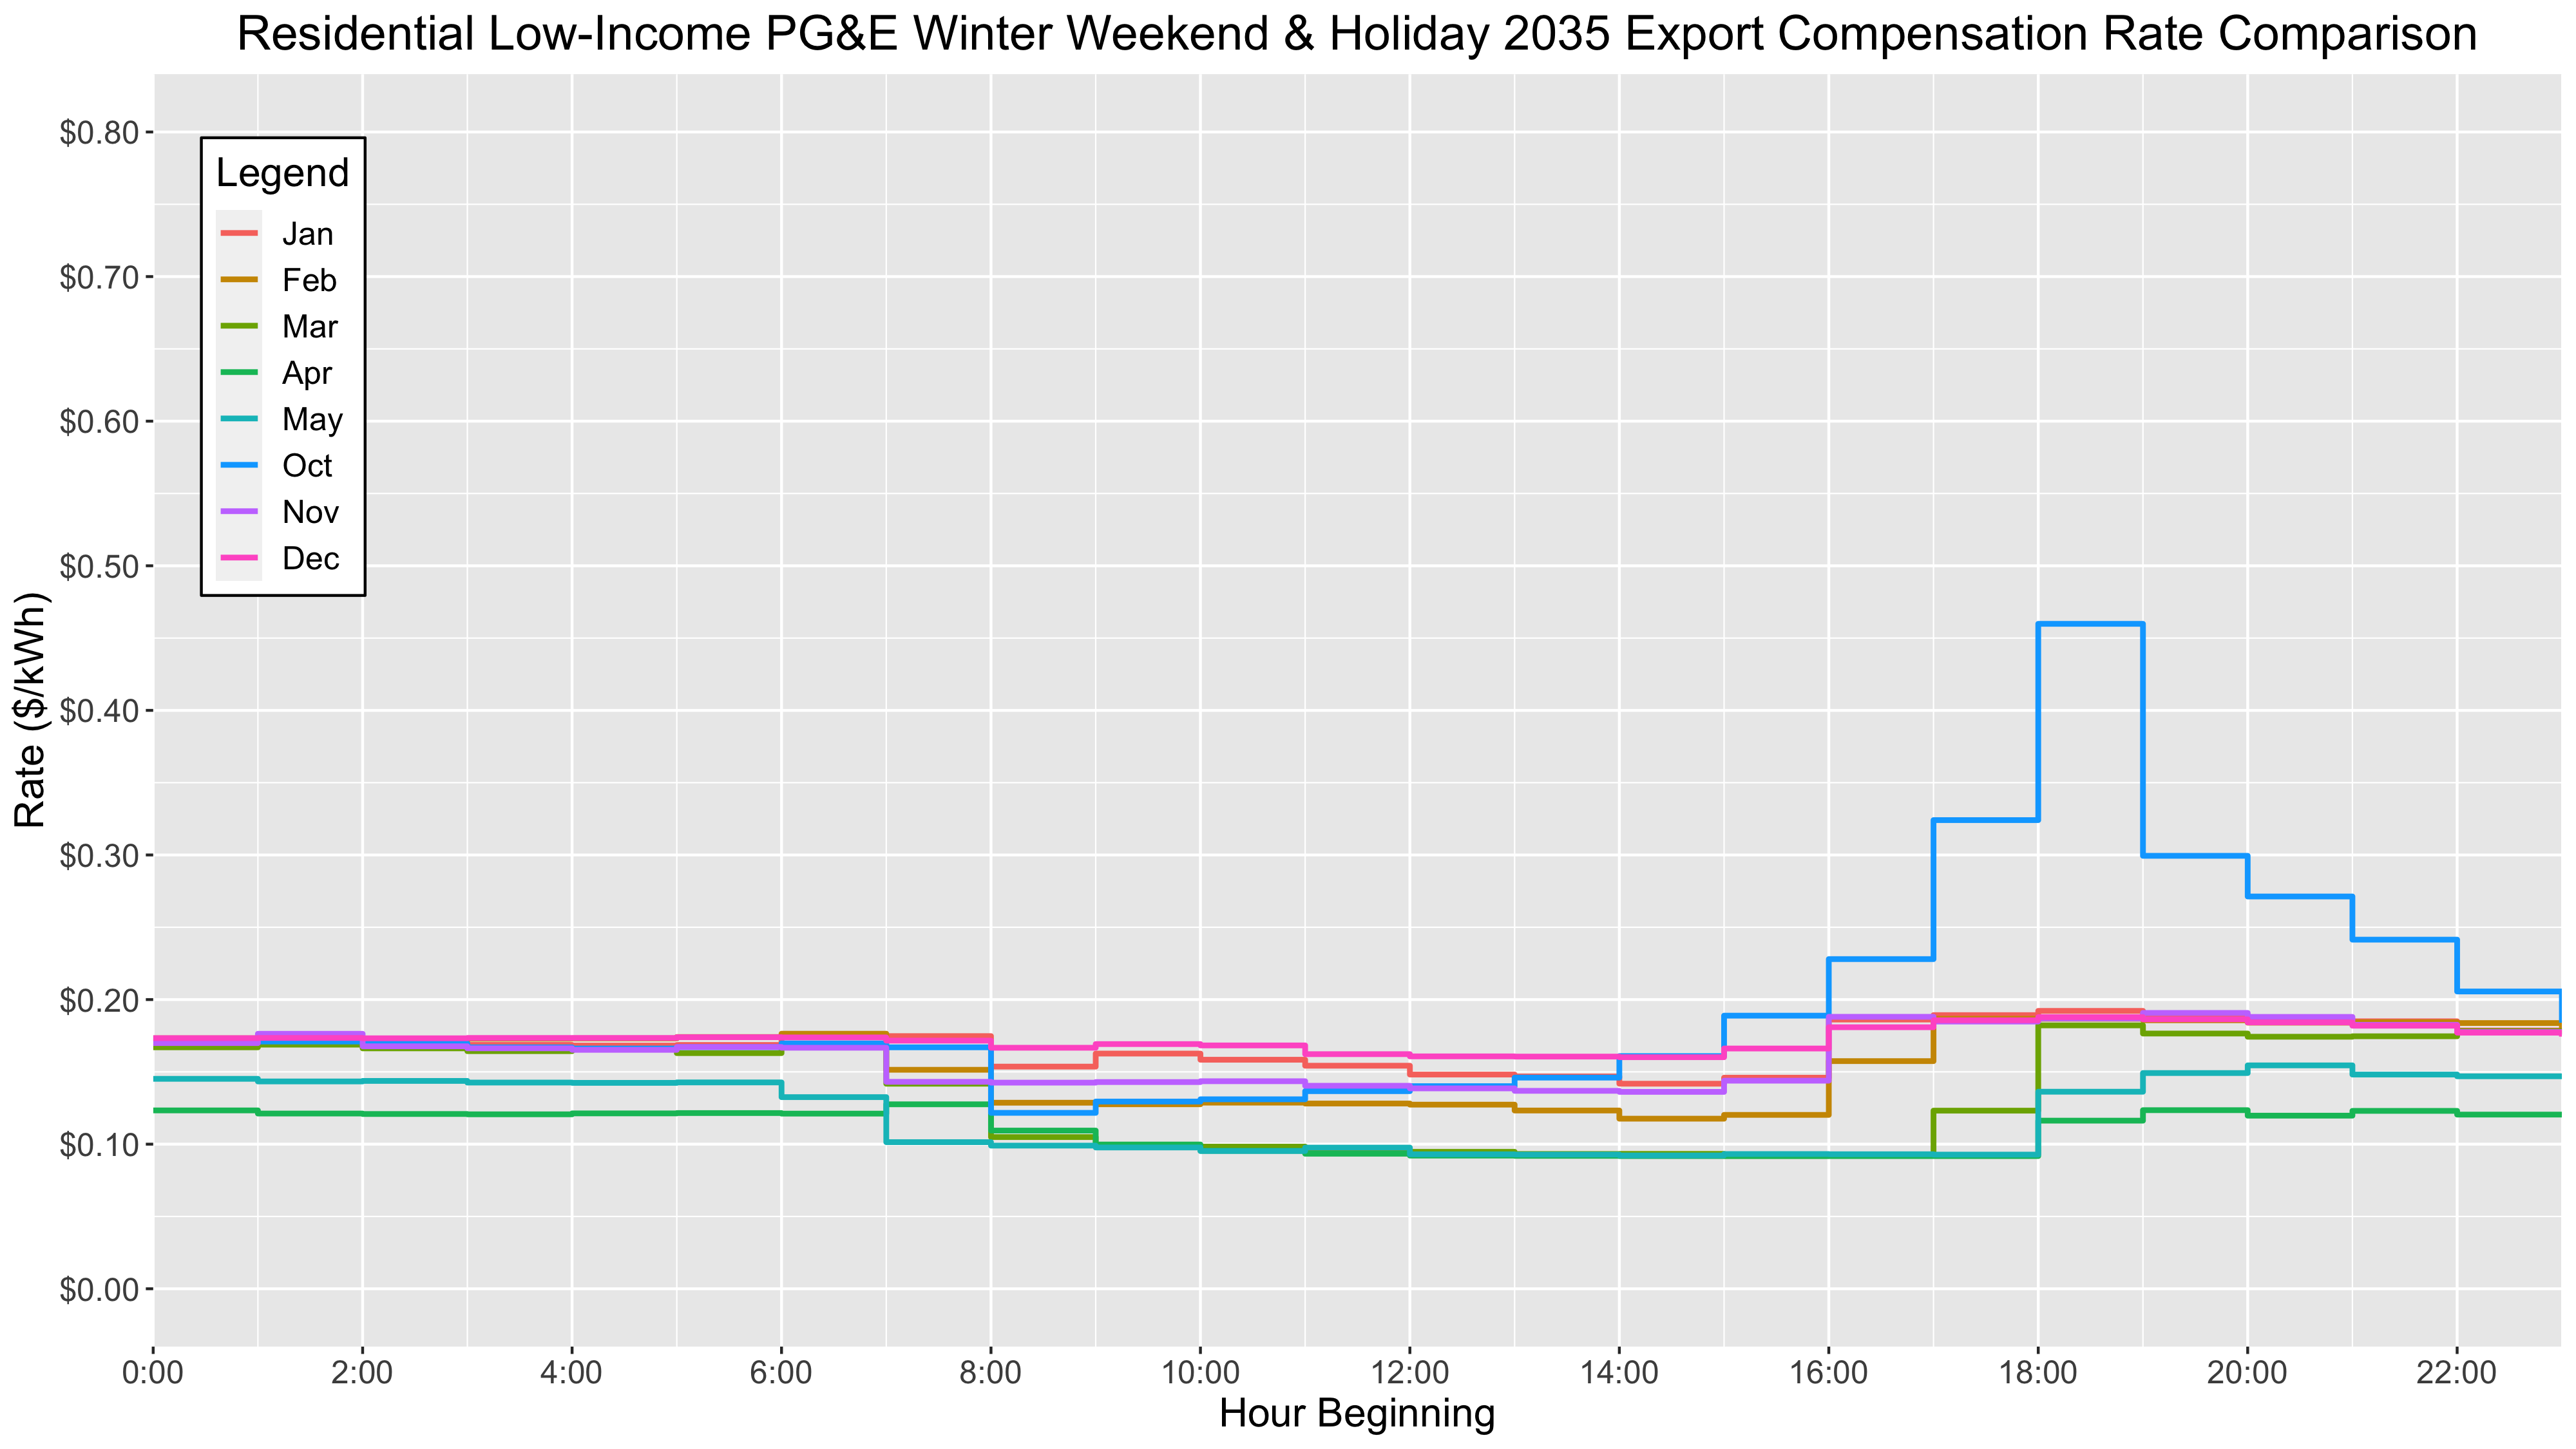 Residential Low-Income PG&E Winter Weekend & Holiday 2035 Export Compensation Rate Comparison
Rate ($/kWh)
$0.80
$0.70
$0.60
$0.50
$0.40
$0.30
$0.20
$0.10
$0.00
Legend
Jan
Feb
Mar
Apr
May
Oct
Nov
Dec
0:00 2:00 4:00 6:00 8:00 10:00 12:00 14:00 16:00 18:00 20:00 22:00
Hour Beginning